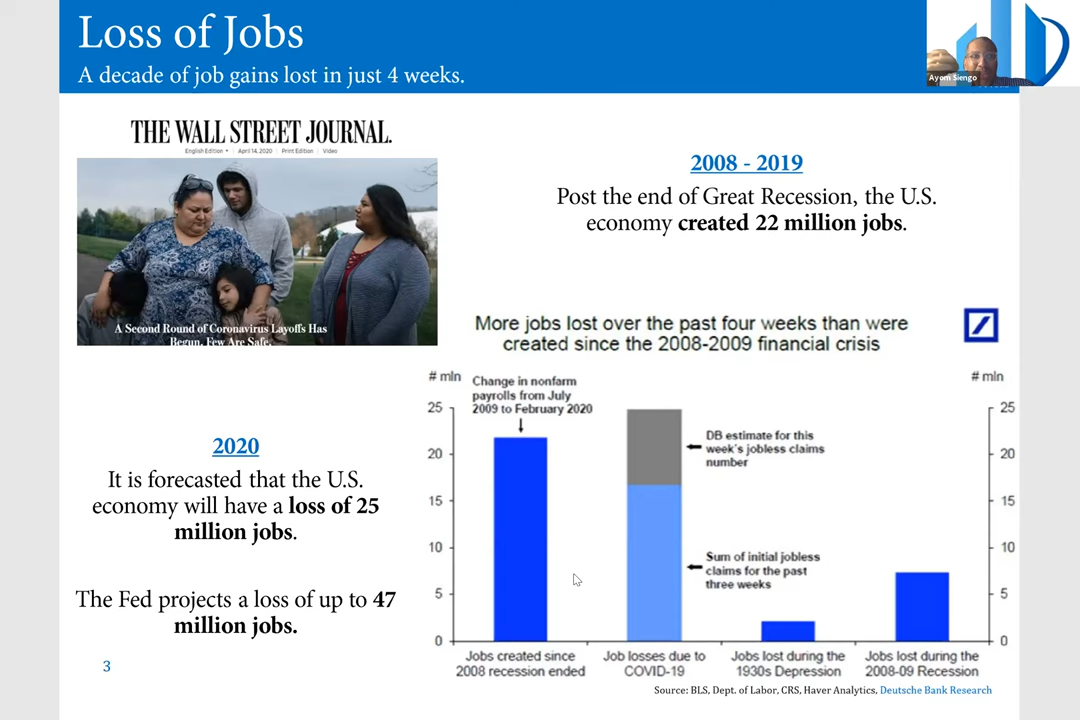 Loss of Jobs
A decade of job gains lost in just 4 weeks.
Ayom Siengo
THE WALL STREET JOURNAL.
English Edition | April 14, 2020 | Print Edition | Video
A Second Round of Coronavirus Layoffs Has
Begun. Few Are Safe.
2008 - 2019
Post the end of Great Recession, the U.S.
economy created 22 million jobs.
2020
It is forecasted that the U.S.
economy will have a loss of 25
million jobs.
The Fed projects a loss of up to 47
million jobs.
3
More jobs lost over the past four weeks than were
created since the 2008-2009 financial crisis
# mln
# mln
Change in nonfarm
payrolls from July
2009 to February 2020
DB estimate for this
week's jobless claims
number
Sum of initial jobless
claims for the past
three weeks
25
20
15
10
5
0
25
20
15
10
5
0
Jobs created since
2008 recession ended
Job losses due to
COVID-19
Jobs lost during the
1930s Depression
Jobs lost during the
2008-09 Recession
Source: BLS, Dept. of Labor, CRS, Haver Analytics, Deutsche Bank Research